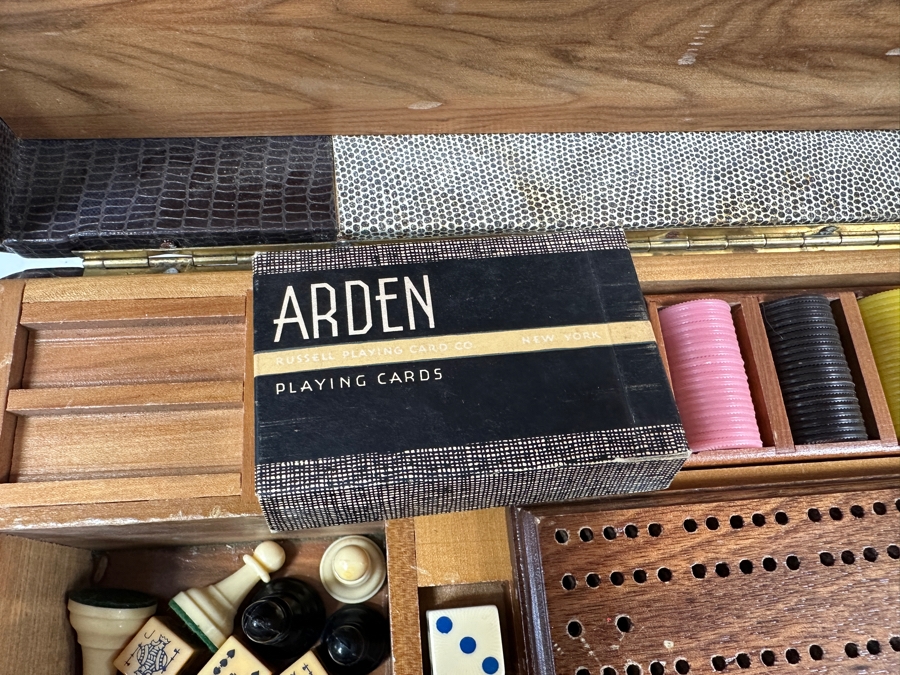 ARDEN
RUSSELL PLAYING CARD CO. NEW YORK
PLAYING CARDS
J